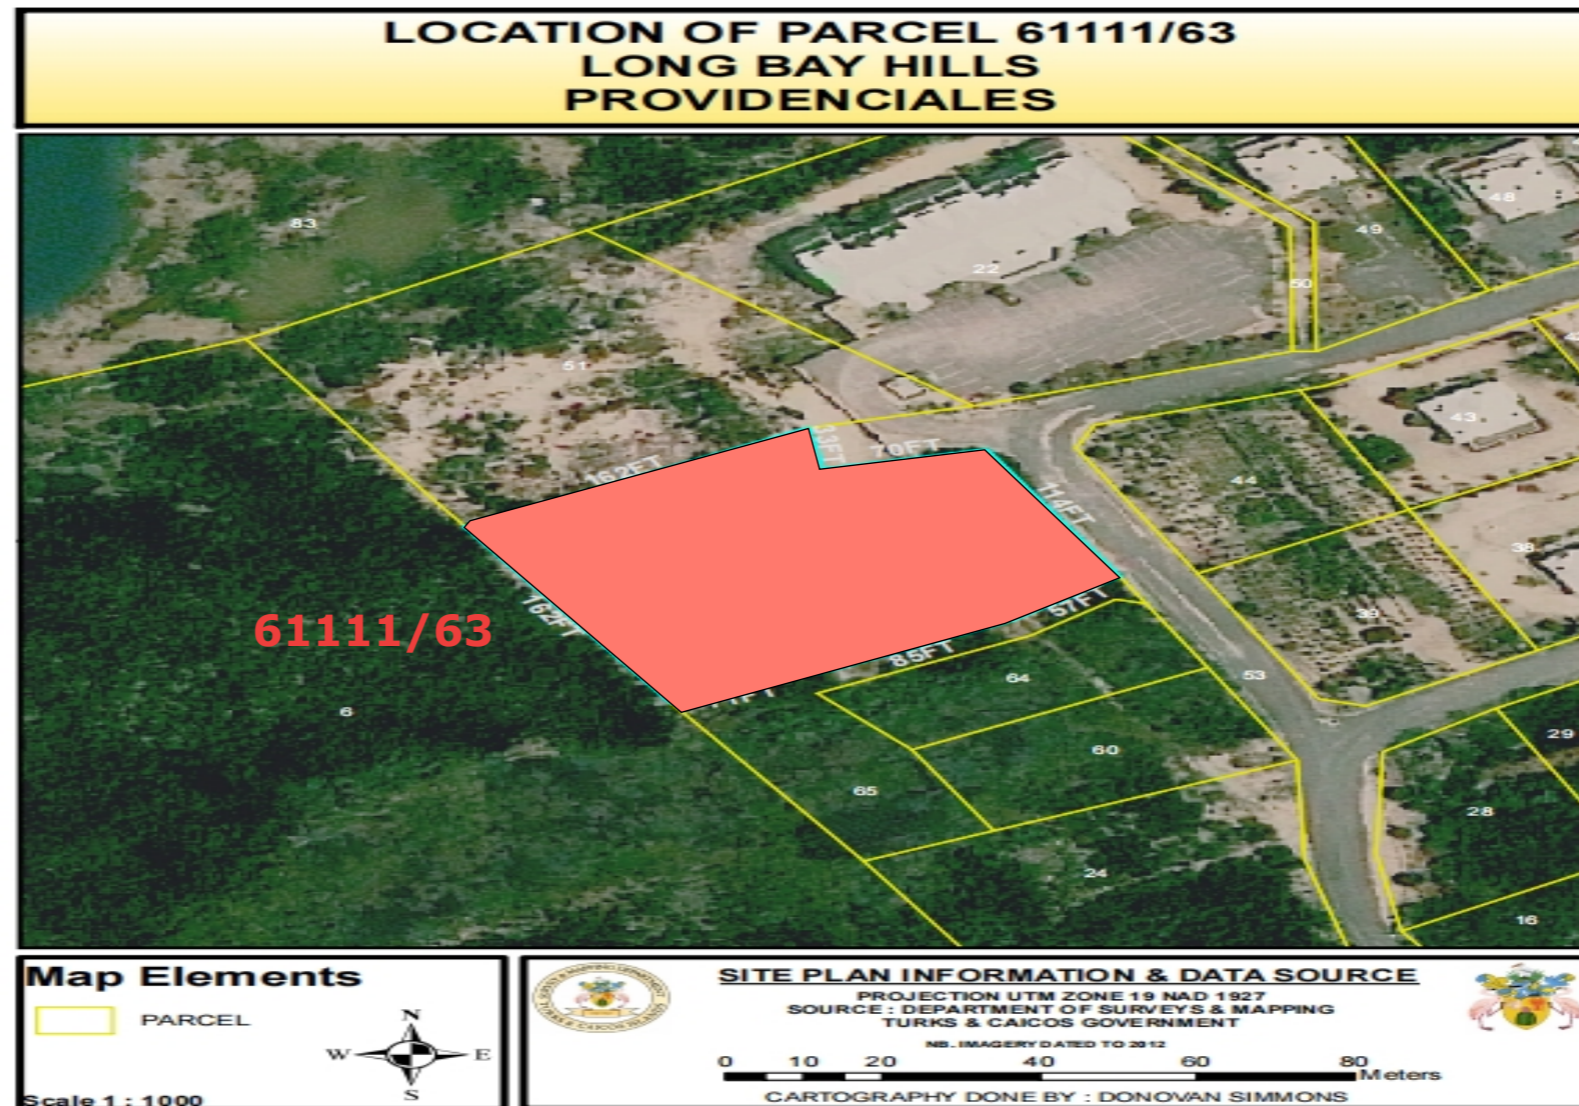 LOCATION OF PARCEL 61111/63
LONG BAY HILLS
PROVIDENCIALES
83
48
49
22
50
51
43
33FT
70FT
162FT
44
114FT
38
162FT
57FT
39
61111/63
85FT
64
53
6
60
29
65
28
24
16
Map Elements
PARCEL
N
W E
S
Scale 1 : 1000
SITE PLAN INFORMATION & DATA SOURCE
PROJECTION UTM ZONE 19 NAD 1927
SOURCE : DEPARTMENT OF SURVEYS & MAPPING
TURKS & CAICOS GOVERNMENT
NB. IMAGERY DATED TO 2012
0 10 20 40 60 80
Meters
CARTOGRAPHY DONE BY : DONOVAN SIMMONS